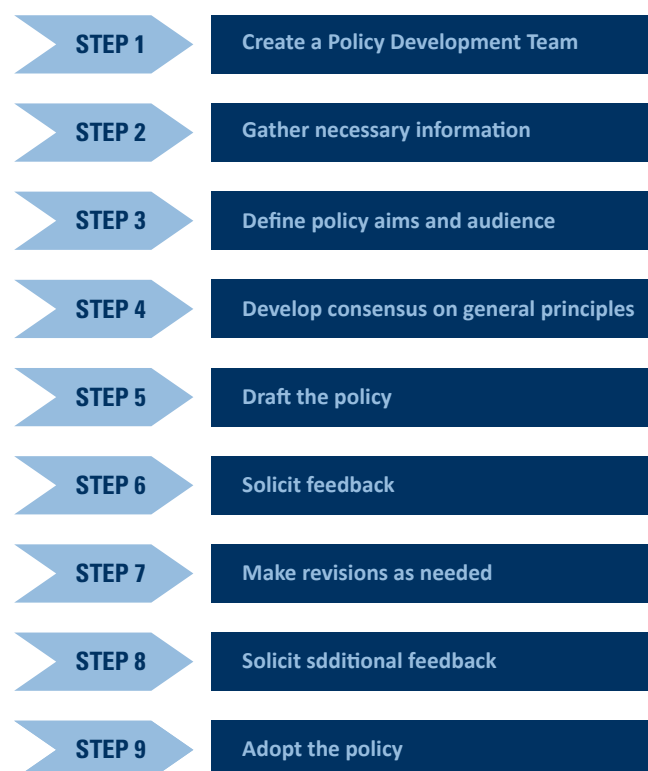 STEP 1 Create a Policy Development Team
STEP 2 Gather necessary information
STEP 3 Define policy aims and audience
STEP 4 Develop consensus on general principles
STEP 5 Draft the policy
STEP 6 Solicit feedback
STEP 7 Make revisions as needed
STEP 8 Solicit sdditional feedback
STEP 9 Adopt the policy